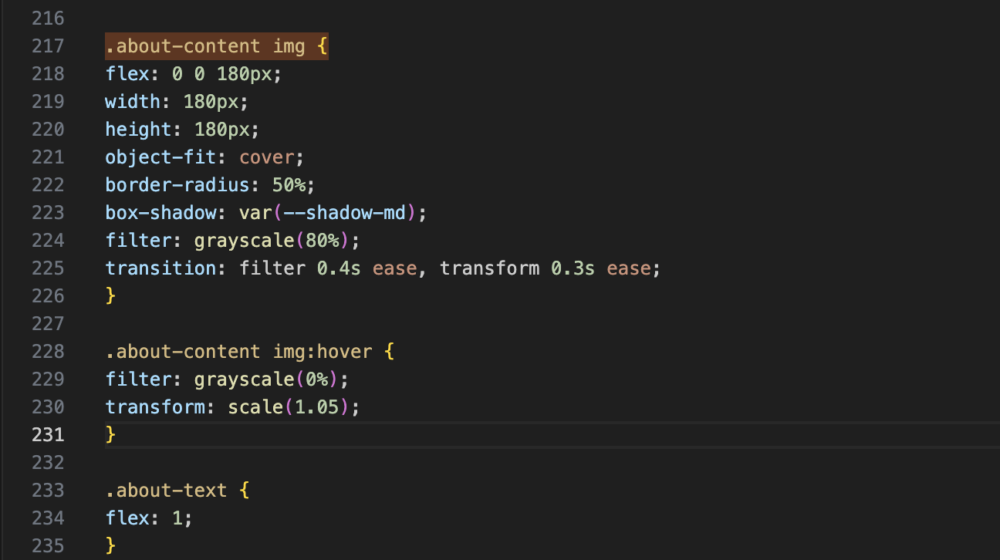 216
217 .about-content img {
218 flex: 0 0 180px;
219 width: 180px;
220 height: 180px;
221 object-fit: cover;
222 border-radius: 50%;
223 box-shadow: var(--shadow-md);
224 filter: grayscale(80%);
225 transition: filter 0.4s ease, transform 0.3s ease;
226 }
227
228 .about-content img:hover {
229 filter: grayscale(0%);
230 transform: scale(1.05);
231 }
232
233 .about-text {
234 flex: 1;
235 }